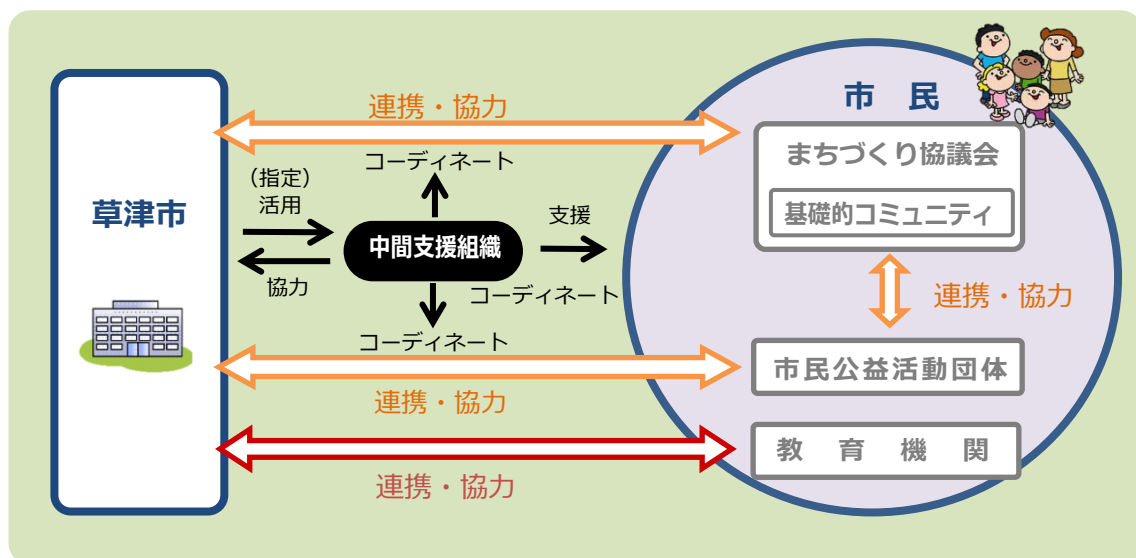 市　民
連携・協力
コーディネート
まちづくり協議会
基礎的コミュニティ
(指定)
活用
草津市
中間支援組織
支援
協力
コーディネート
コーディネート
連携・協力
市民公益活動団体
連携・協力
教　育　機　関
連携・協力